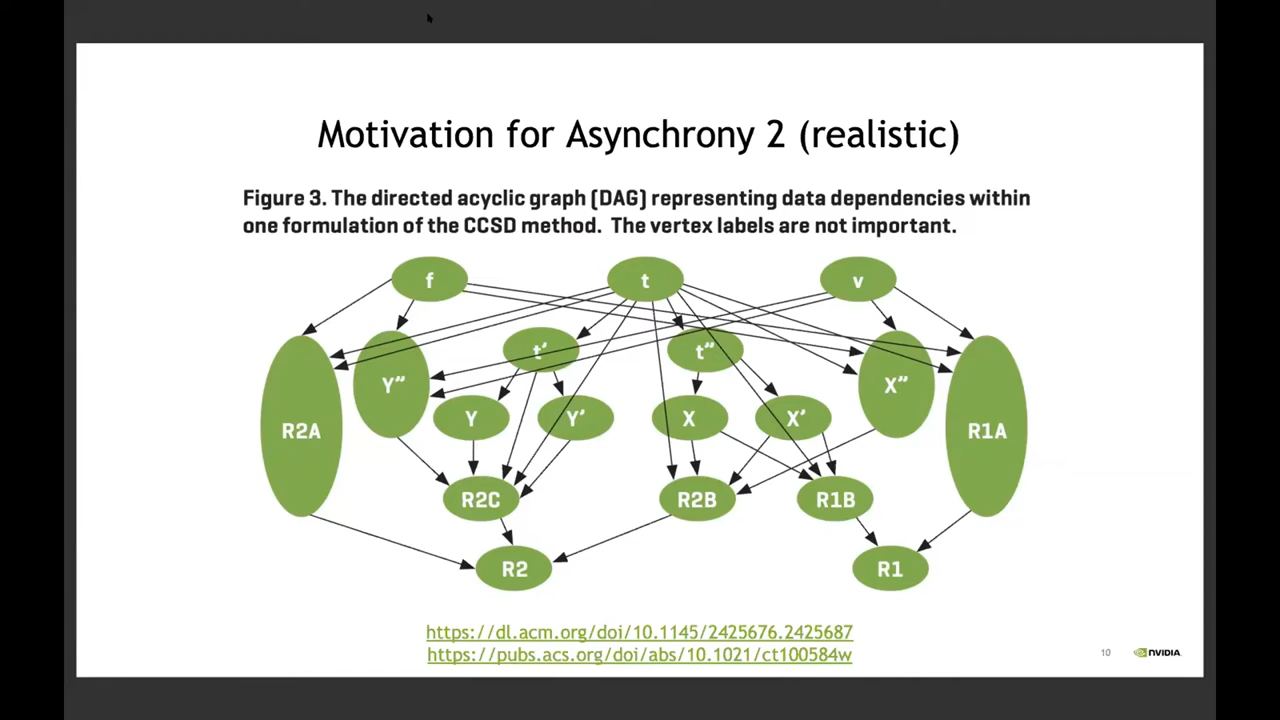 Motivation for Asynchrony 2 (realistic)
Figure 3. The directed acyclic graph (DAG) representing data dependencies within
one formulation of the CCSD method.  The vertex labels are not important.
f
t
v
t′
t″
Y″
X″
R2A
Y
Y′
X
X′
R1A
R2C
R2B
R1B
R2
R1
https://dl.acm.org/doi/10.1145/2425676.2425687
https://pubs.acs.org/doi/abs/10.1021/ct100584w
10
NVIDIA.